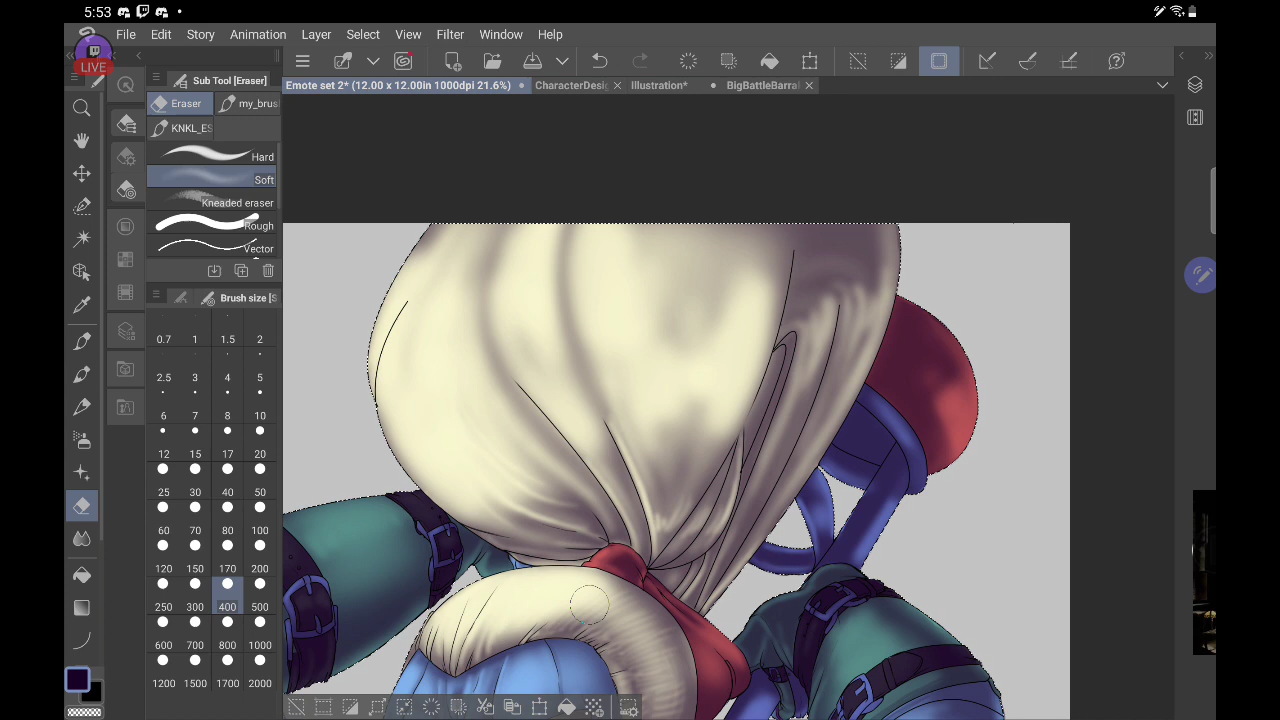 5:53
File Edit Story Animation Layer Select View Filter Window Help
LIVE
Sub Tool [Eraser]
Emote set 2* (12.00 x 12.00in 1000dpi 21.6%)
CharacterDesi
Illustration*
BigBattleBarral
Eraser
my_brus
KNKL_ES
Hard
Soft
Kneaded eraser
Rough
Vector
Brush size [S
0.7 1 1.5 2
2.5 3 4 5
6 7 8 10
12 15 17 20
25 30 40 50
60 70 80 100
120 150 170 200
250 300 400 500
600 700 800 1000
1200 1500 1700 2000